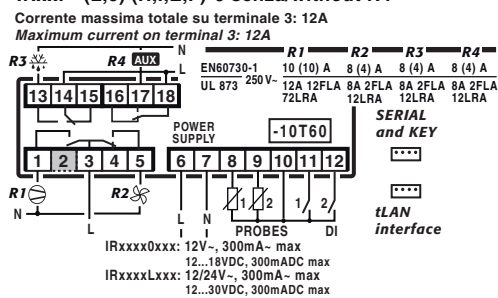 Corrente massima totale su terminale 3: 12A
Maximum current on terminal 3: 12A
R3 R4 AUX N L
R1 R2 R3 R4
EN60730-1 250 V~ 10 (10) A 8 (4) A 8 (4) A 8 (4) A
UL 873 12A 12FLA 72LRA 8A 2FLA 12LRA 8A 2FLA 12LRA 8A 2FLA 12LRA
13 14 15 16 17 18
POWER SUPPLY
-10T60
SERIAL and KEY
1 2 3 4 5 6 7 8 9 10 11 12
R1 R2
N L L N
1 2 1 2
PROBES DI
tLAN interface
IRxxxx0xxx: 12V~, 300mA~ max
12...18VDC, 300mADC max
IRxxxxLxxx: 12/24V~, 300mA~ max
12...30VDC, 300mADC max